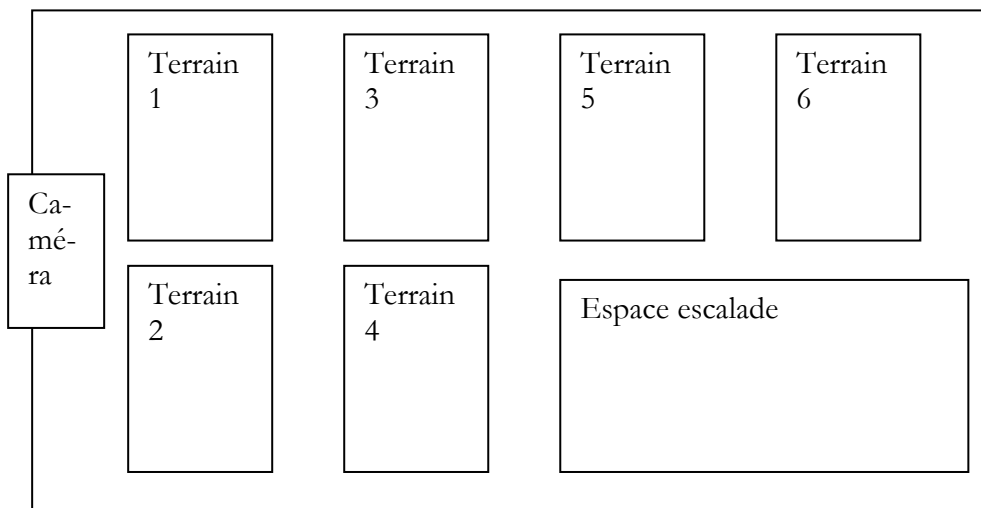 Terrain
1
Terrain
3
Terrain
5
Terrain
6
Ca-
mé-
ra
Terrain
2
Terrain
4
Espace escalade